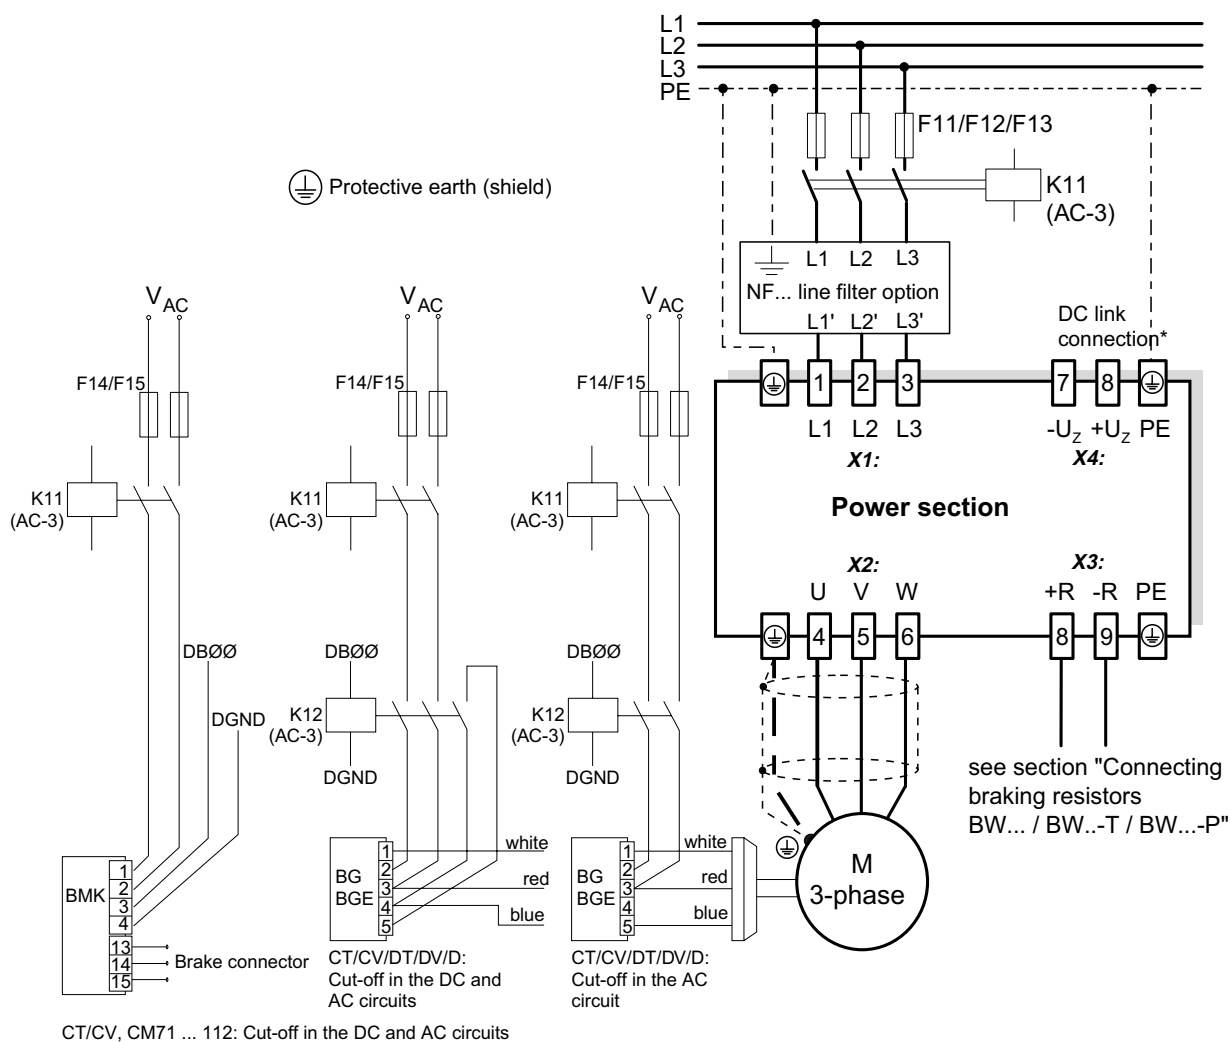 L1
L2
L3
PE
F11/F12/F13
K11
(AC-3)
Protective earth (shield)
L1 L2 L3
NF... line filter option
L1' L2' L3'
DC link
connection*
1 2 3 7 8
L1 L2 L3 -UZ +UZ PE
X1: X4:
Power section
X2: X3:
U V W +R -R PE
4 5 6 8 9
see section "Connecting
braking resistors
BW... / BW..-T / BW...-P"
M
3-phase
VAC
F14/F15
K11
(AC-3)
DBØØ
DGND
BMK
1
2
3
4
13
14
15
Brake connector
CT/CV, CM71 ... 112: Cut-off in the DC and AC circuits
VAC
F14/F15
K11
(AC-3)
DBØØ
K12
(AC-3)
DGND
BG
BGE
1
2
3
4
5
white
red
blue
CT/CV/DT/DV/D:
Cut-off in the DC and
AC circuits
VAC
F14/F15
K11
(AC-3)
DBØØ
K12
(AC-3)
DGND
BG
BGE
1
2
3
4
5
white
red
blue
CT/CV/DT/DV/D:
Cut-off in the AC
circuit